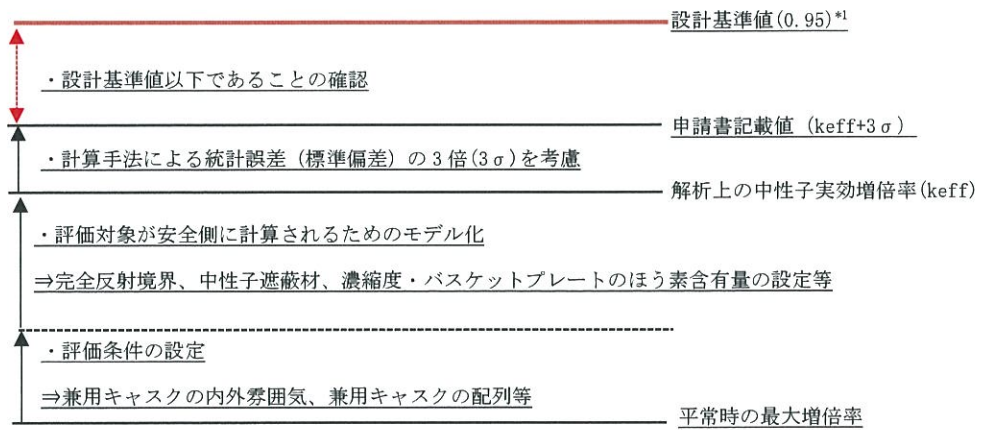 設計基準値(0.95)*1
・設計基準値以下であることの確認
申請書記載値（keff+3σ）
・計算手法による統計誤差（標準偏差）の3倍(3σ)を考慮
解析上の中性子実効増倍率(keff)
・評価対象が安全側に計算されるためのモデル化
⇒完全反射境界、中性子遮蔽材、濃縮度・バスケットプレートのほう素含有量の設定等
・評価条件の設定
⇒兼用キャスクの内外雰囲気、兼用キャスクの配列等
平常時の最大増倍率